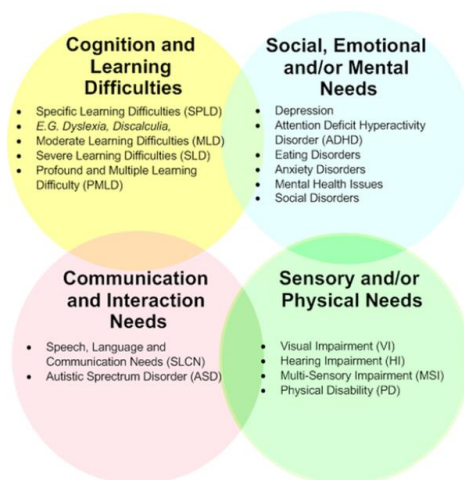 Cognition and
Learning
Difficulties
• Specific Learning Difficulties (SPLD)
• E.G. Dyslexia, Discalculia,
• Moderate Learning Difficulties (MLD)
• Severe Learning Difficulties (SLD)
• Profound and Multiple Learning
Difficulty (PMLD)
Social, Emotional
and/or Mental
Needs
• Depression
• Attention Deficit Hyperactivity
Disorder (ADHD)
• Eating Disorders
• Anxiety Disorders
• Mental Health Issues
• Social Disorders
Communication
and Interaction
Needs
• Speech, Language and
Communication Needs (SLCN)
• Autistic Spectrum Disorder (ASD)
Sensory and/or
Physical Needs
• Visual Impairment (VI)
• Hearing Impairment (HI)
• Multi-Sensory Impairment (MSI)
• Physical Disability (PD)